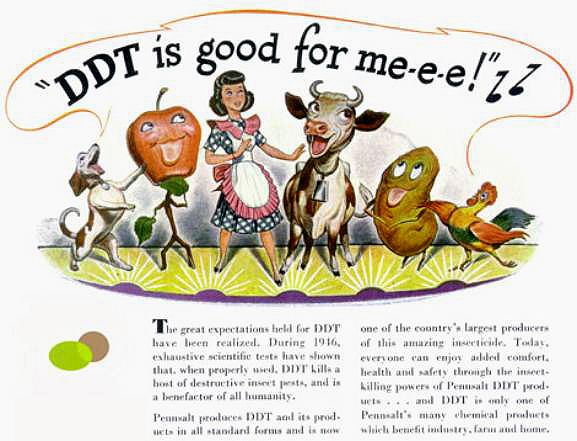 "DDT is good for me-e-e!"
The great expectations held for DDT
have been realized. During 1946,
exhaustive scientific tests have shown
that, when properly used, DDT kills a
host of destructive insect pests, and is
a benefactor of all humanity.
Pennsalt produces DDT and its prod-
ucts in all standard forms and is now
one of the country's largest producers
of this amazing insecticide. Today,
everyone can enjoy added comfort,
health and safety through the insect-
killing powers of Pennsalt DDT prod-
ucts . . . and DDT is only one of
Pennsalt's many chemical products
which benefit industry, farm and home.